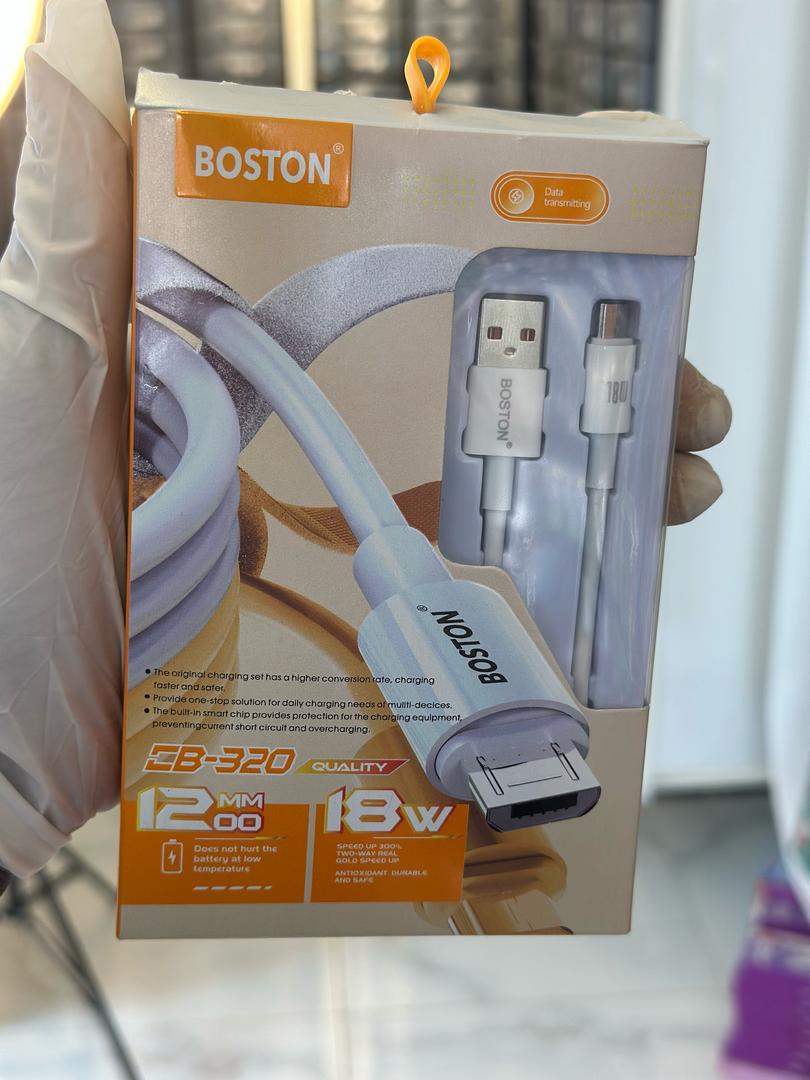 BOSTON®
Data
transmitting
BOSTON®
18W
BOSTON®
The original charging set has a higher conversion rate, charging
faster and safer.
Provide one-stop solution for daily charging needs of muliti-decices.
The built-in smart chip provides protection for the charging equipment,
preventingcurrent short circuit and overcharging.
EB-320 QUALITY
1200MM
Does not hurt the
battery at low
temperature
18W
SPEED UP 300%
TWO-WAY REAL
GOLD SPEED UP
ANTIOXIDANT, DURABLE
AND SAFE